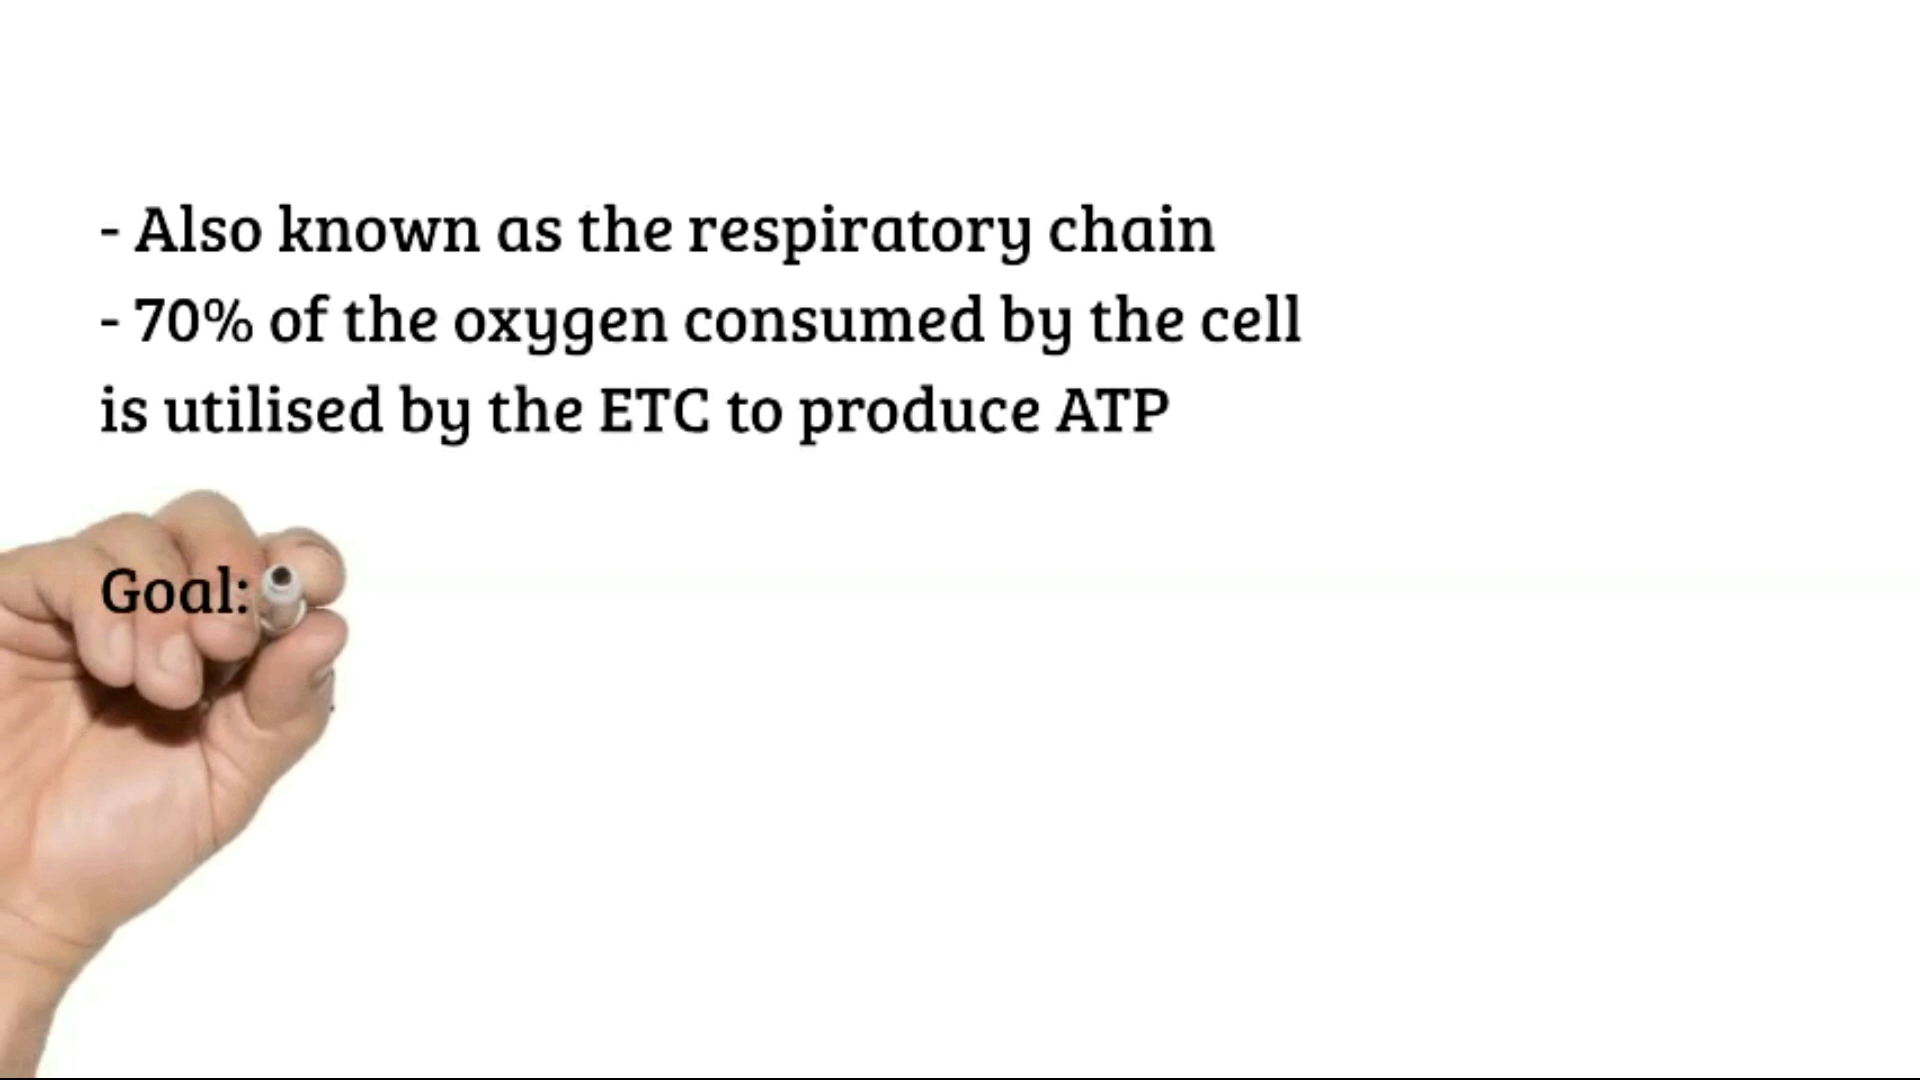 - Also known as the respiratory chain
- 70% of the oxygen consumed by the cell
is utilised by the ETC to produce ATP
Goal: